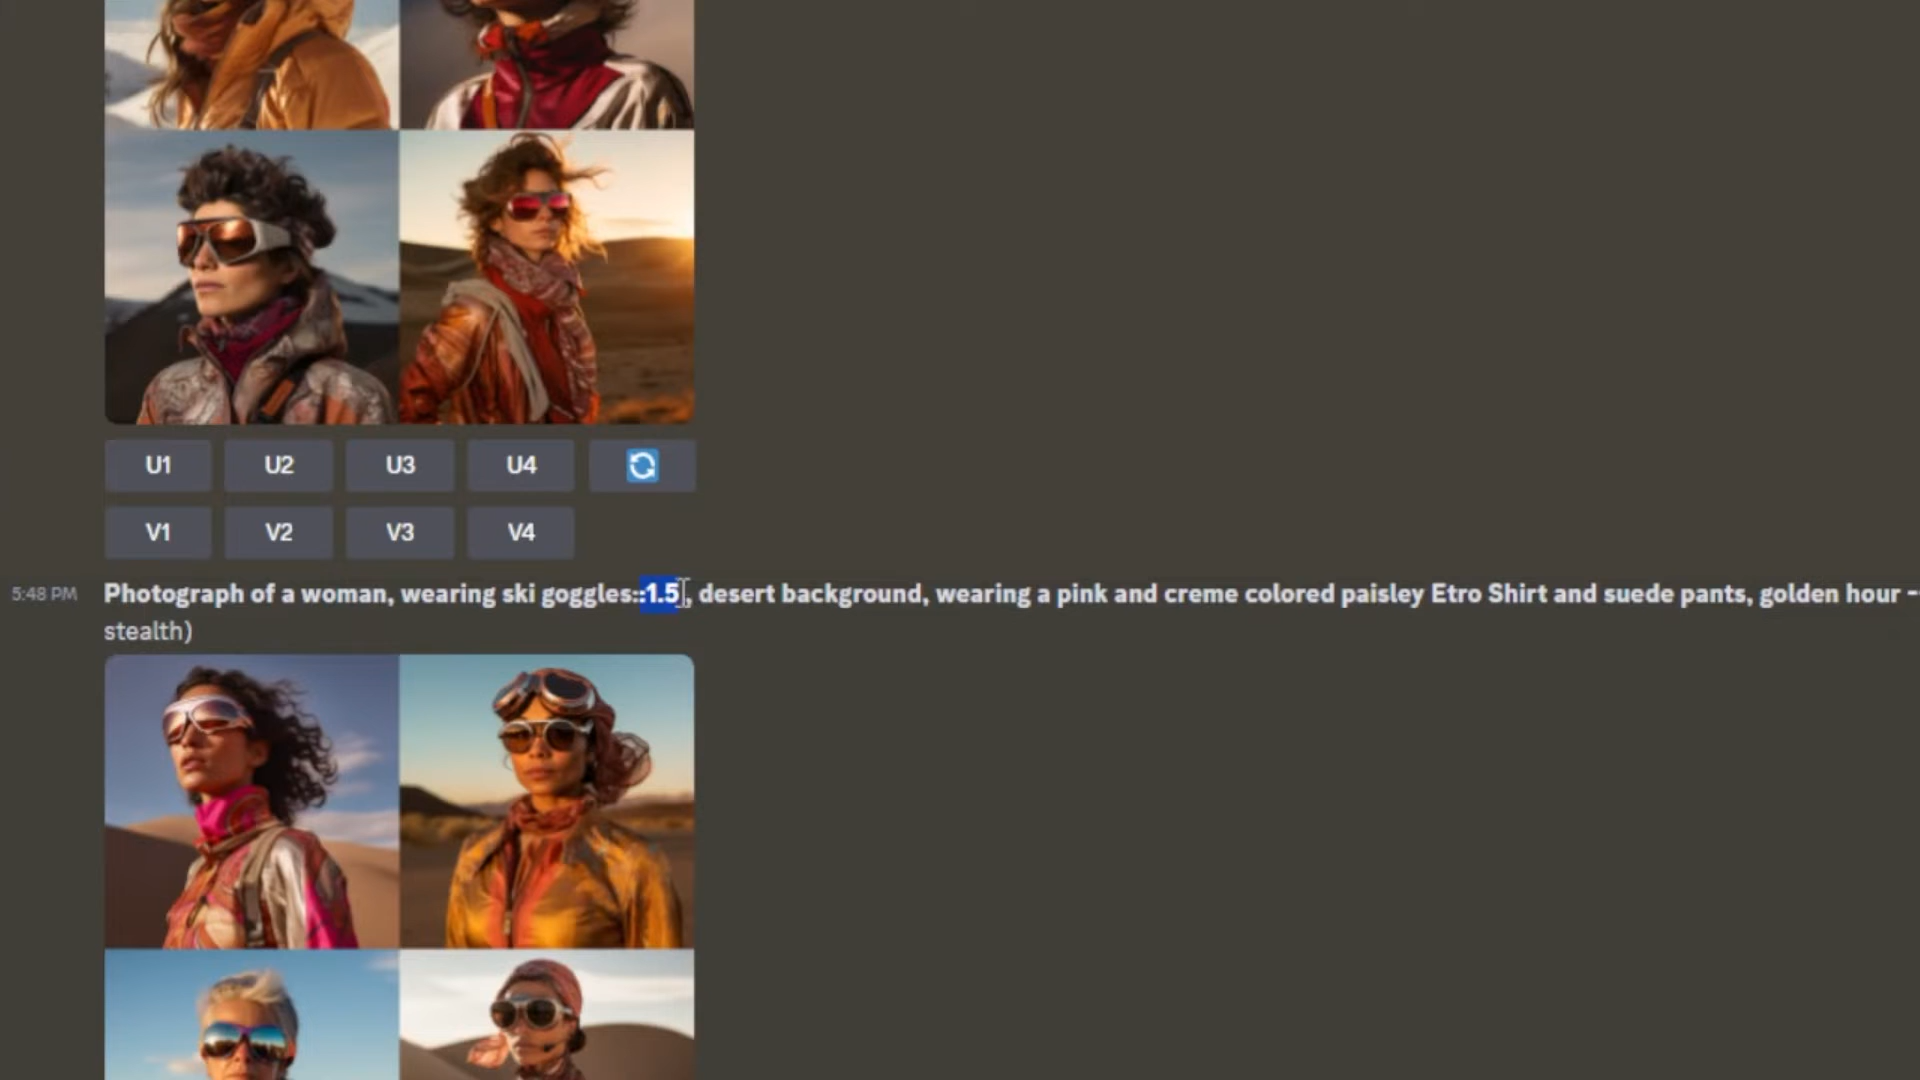 U1 U2 U3 U4
V1 V2 V3 V4
5:48 PM Photograph of a woman, wearing ski goggles::1.5, desert background, wearing a pink and creme colored paisley Etro Shirt and suede pants, golden hour -
stealth)